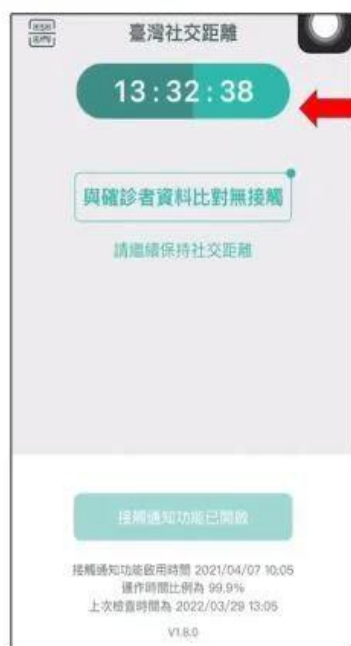 臺灣社交距離
13:32:38
與確診者資料比對無接觸
請繼續保持社交距離
接觸通知功能已開啟
接觸通知功能啟用時間 2021/04/07 10:05
運作時間比例為 99.9%
上次檢查時間為 2022/03/29 13:05
V1.8.0